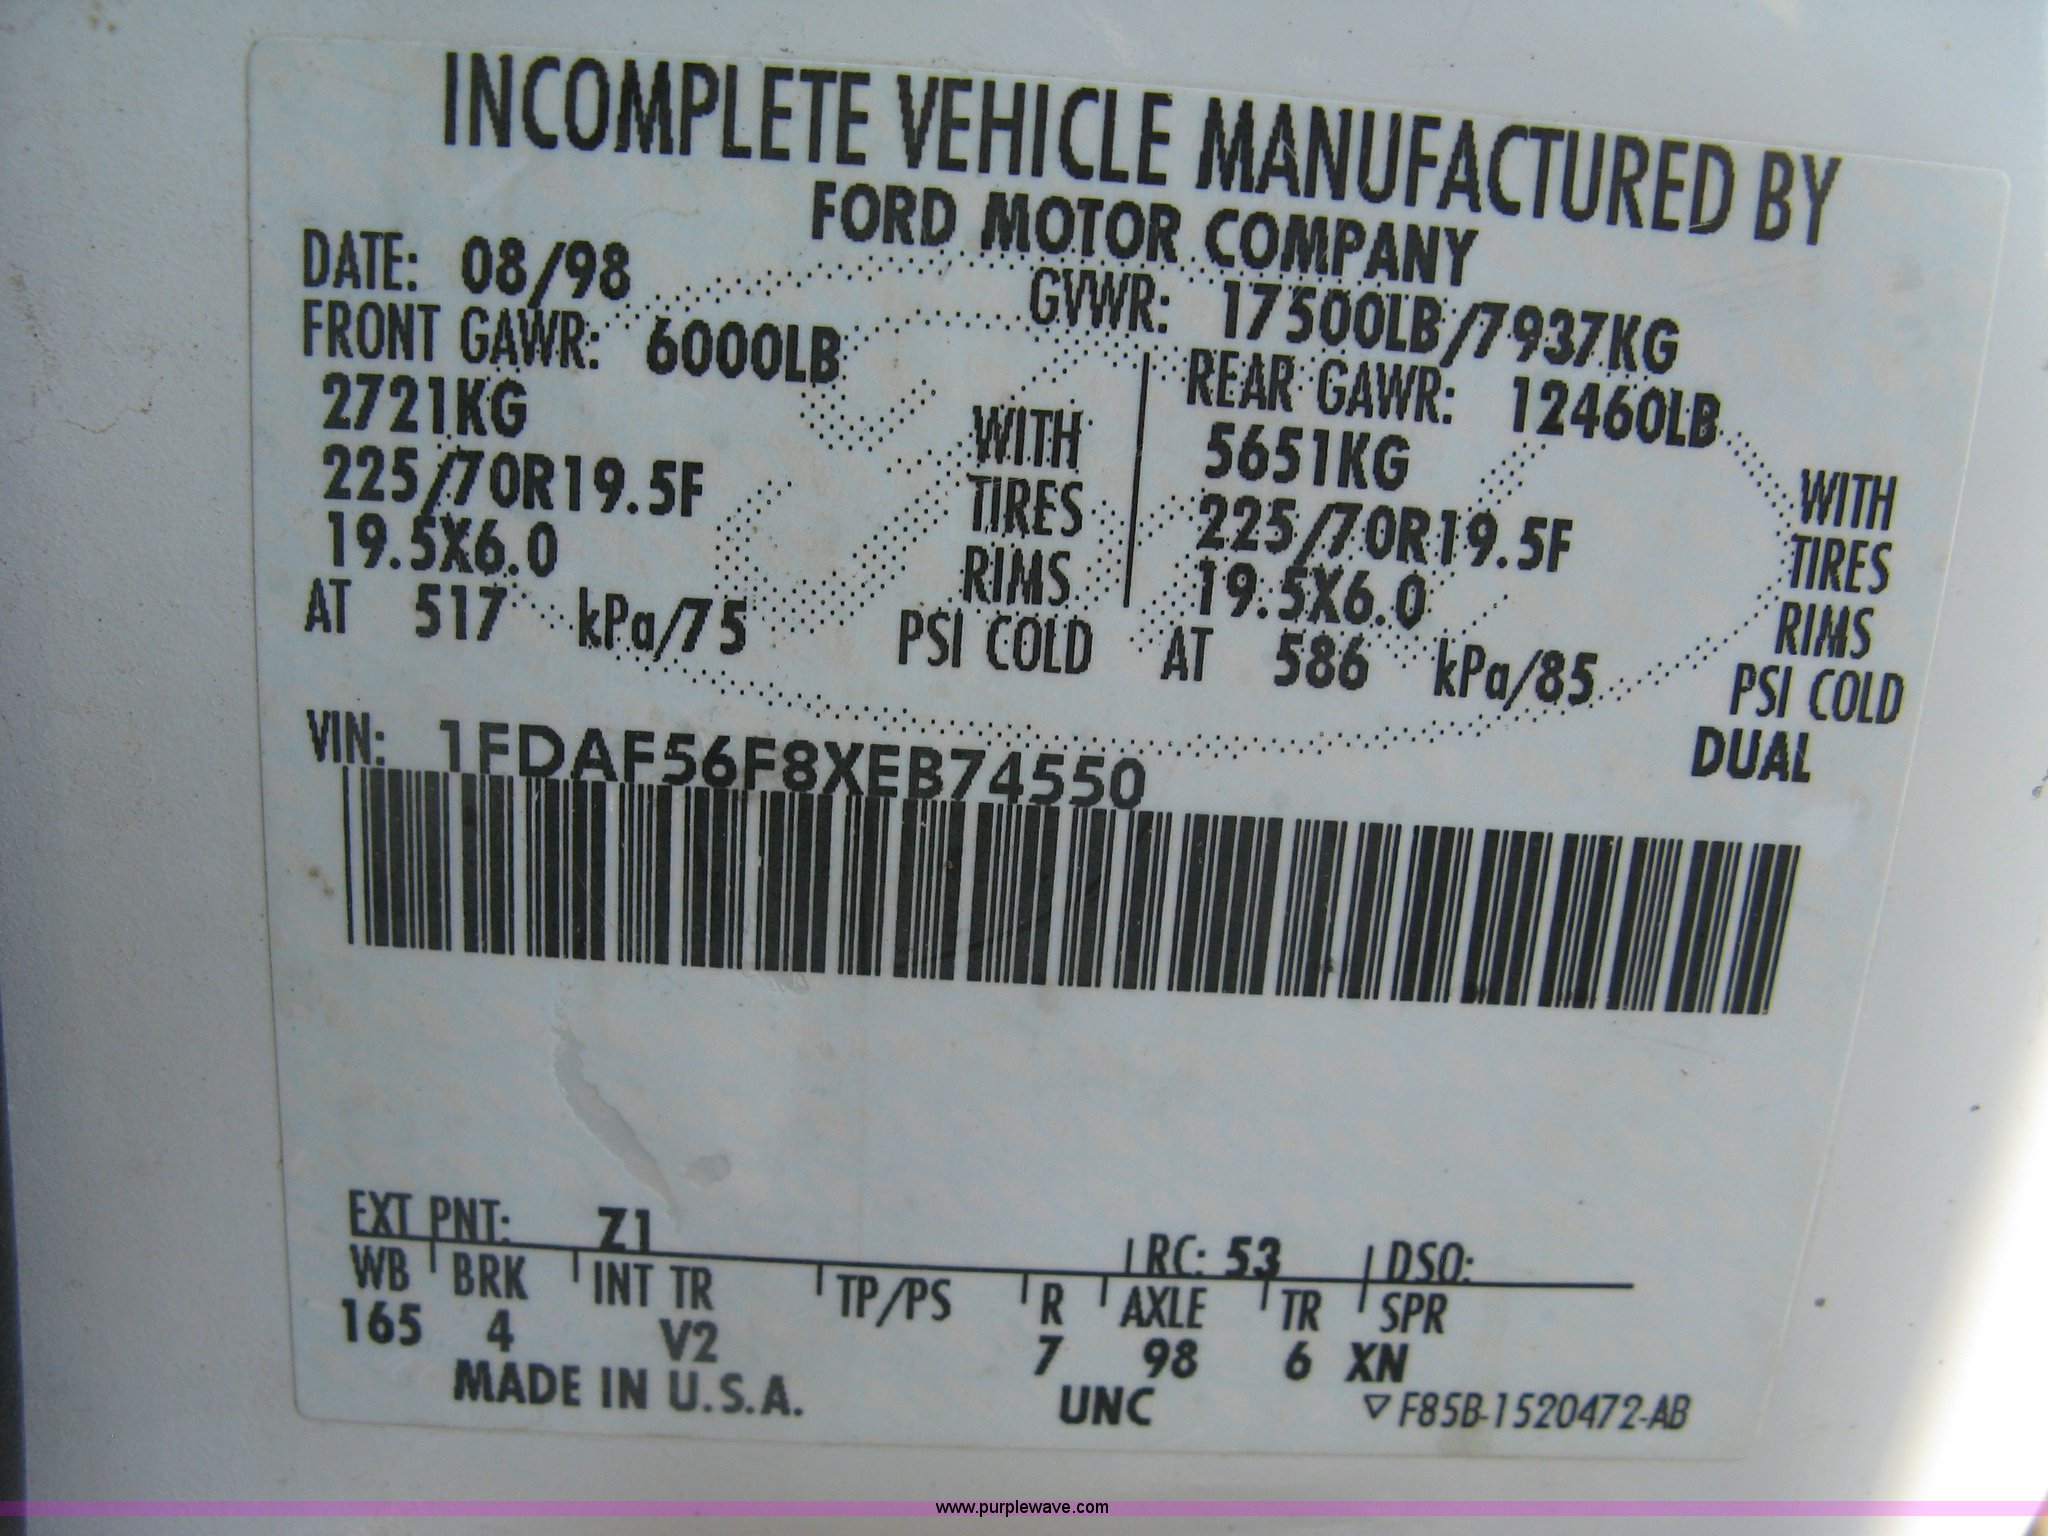 INCOMPLETE VEHICLE MANUFACTURED BY
FORD MOTOR COMPANY
DATE: 08/98 GVWR: 17500LB/7937KG
FRONT GAWR: 6000LB REAR GAWR: 12460LB
2721KG WITH 5651KG WITH
225/70R19.5F TIRES 225/70R19.5F TIRES
19.5X6.0 RIMS 19.5X6.0 RIMS
AT 517 kPa/75 PSI COLD AT 586 kPa/85 PSI COLD
DUAL
VIN: 1FDAF56F8XEB74550
EXT PNT: Z1 RC: 53 DSO:
WB BRK INT TR TP/PS R AXLE TR SPR
165 4 V2 7 98 6 XN
MADE IN U.S.A. UNC ▽ F85B-1520472-AB
www.purplewave.com